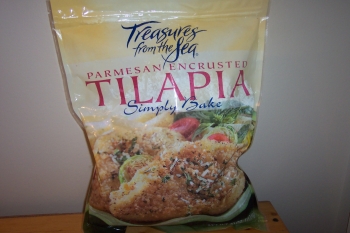 Treasures
from the Sea
PARMESAN ENCRUSTED
TILAPIA
Simply Bake